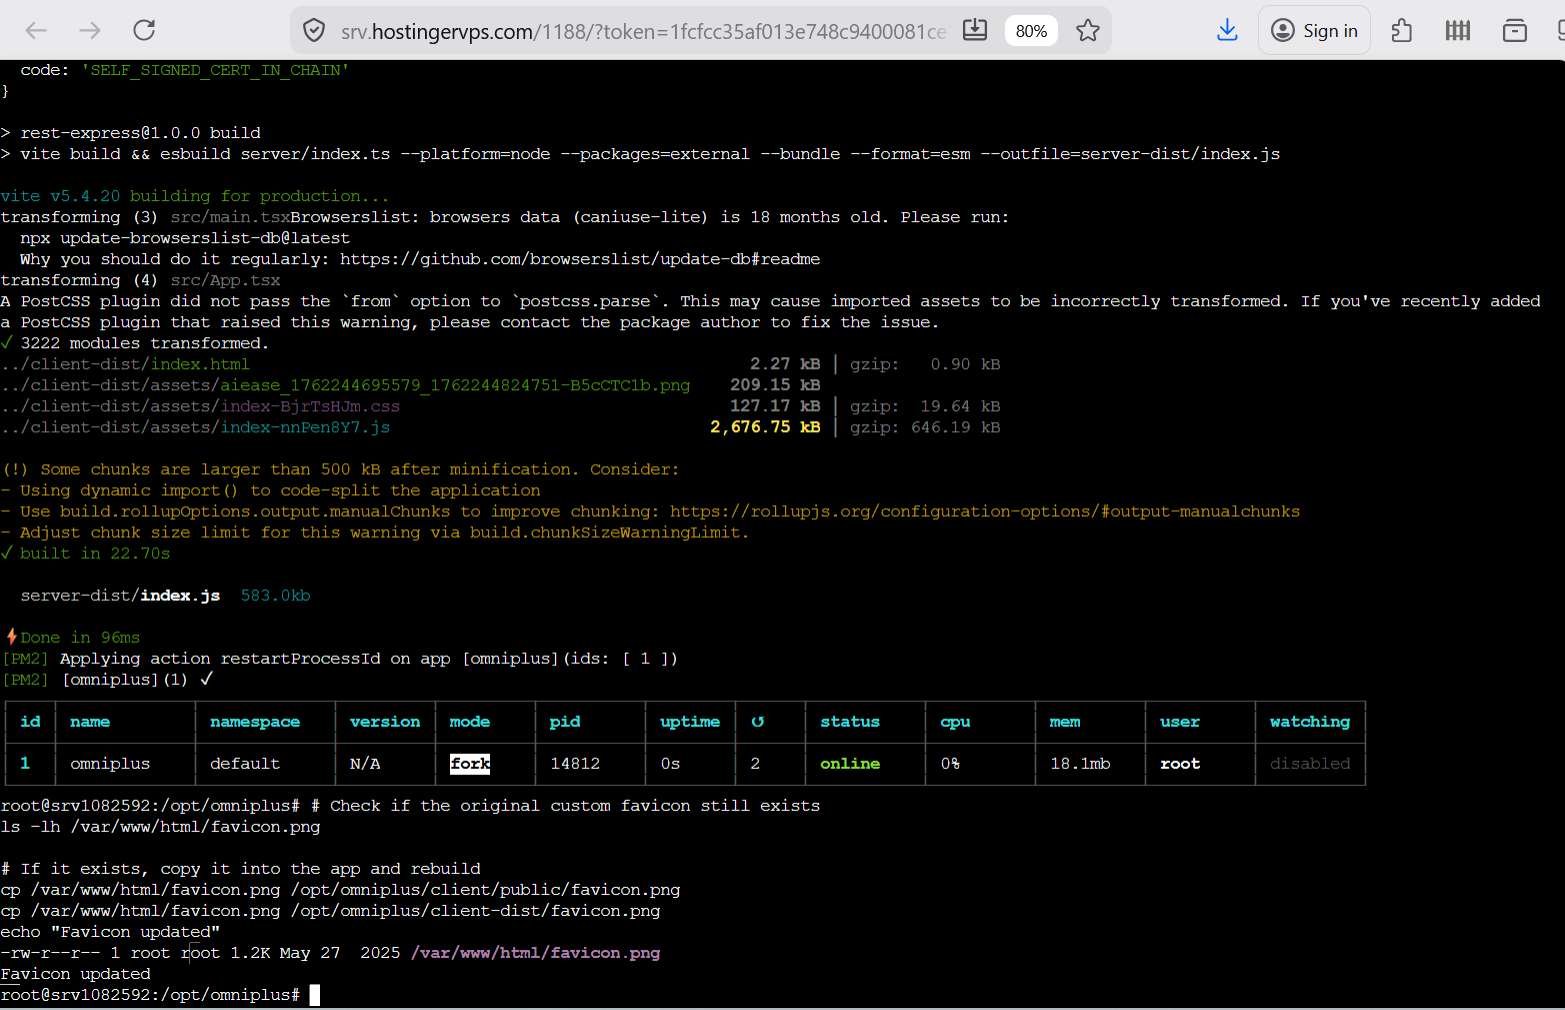 srv.hostingervps.com/1188/?token=1fcfcc35af013e748c9400081ce
80%
Sign in
code: 'SELF_SIGNED_CERT_IN_CHAIN'
}
> rest-express@1.0.0 build
> vite build && esbuild server/index.ts --platform=node --packages=external --bundle --format=esm --outfile=server-dist/index.js
vite v5.4.20 building for production...
transforming (3) src/main.tsxBrowserslist: browsers data (caniuse-lite) is 18 months old. Please run:
npx update-browserslist-db@latest
Why you should do it regularly: https://github.com/browserslist/update-db#readme
transforming (4) src/App.tsx
A PostCSS plugin did not pass the `from` option to `postcss.parse`. This may cause imported assets to be incorrectly transformed. If you've recently added
a PostCSS plugin that raised this warning, please contact the package author to fix the issue.
✓ 3222 modules transformed.
../client-dist/index.html 2.27 kB │ gzip: 0.90 kB
../client-dist/assets/aiease_1762244695579_1762244824751-B5cCTC1b.png 209.15 kB
../client-dist/assets/index-BjrTsHJm.css 127.17 kB │ gzip: 19.64 kB
../client-dist/assets/index-nnPen8Y7.js 2,676.75 kB │ gzip: 646.19 kB
(!) Some chunks are larger than 500 kB after minification. Consider:
- Using dynamic import() to code-split the application
- Use build.rollupOptions.output.manualChunks to improve chunking: https://rollupjs.org/configuration-options/#output-manualchunks
- Adjust chunk size limit for this warning via build.chunkSizeWarningLimit.
✓ built in 22.70s
server-dist/index.js 583.0kb
⚡Done in 96ms
[PM2] Applying action restartProcessId on app [omniplus](ids: [ 1 ])
[PM2] [omniplus](1) ✓
id name namespace version mode pid uptime ↺ status cpu mem user watching
1 omniplus default N/A fork 14812 0s 2 online 0% 18.1mb root disabled
root@srv1082592:/opt/omniplus# # Check if the original custom favicon still exists
ls -lh /var/www/html/favicon.png
# If it exists, copy it into the app and rebuild
cp /var/www/html/favicon.png /opt/omniplus/client/public/favicon.png
cp /var/www/html/favicon.png /opt/omniplus/client-dist/favicon.png
echo "Favicon updated"
-rw-r--r-- 1 root root 1.2K May 27 2025 /var/www/html/favicon.png
Favicon updated
root@srv1082592:/opt/omniplus#